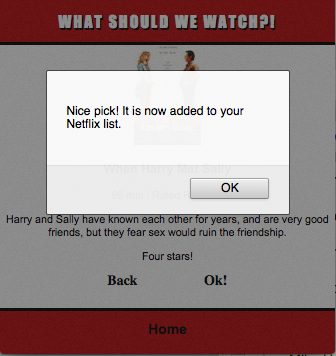 WHAT SHOULD WE WATCH?!
Nice pick! It is now added to your
Netflix list.
When Harry Met Sally
OK
Harry and Sally have known each other for years, and are very good
friends, but they fear sex would ruin the friendship.
Four stars!
Back Ok!
Home